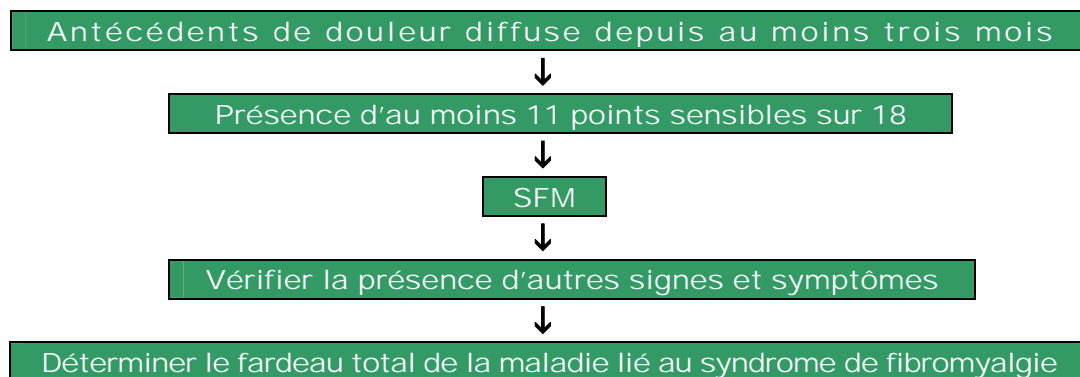 Antécédents de douleur diffuse depuis au moins trois mois
Présence d'au moins 11 points sensibles sur 18
SFM
Vérifier la présence d'autres signes et symptômes
Déterminer le fardeau total de la maladie lié au syndrome de fibromyalgie